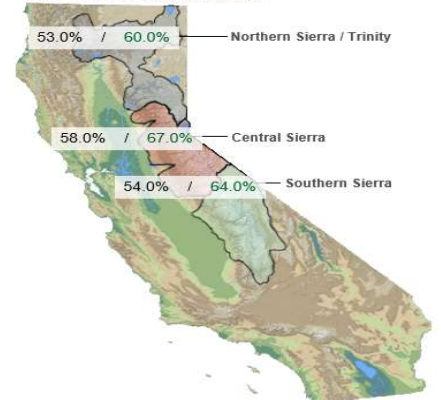 53.0% / 60.0% Northern Sierra / Trinity
58.0% / 67.0% Central Sierra
54.0% / 64.0% Southern Sierra